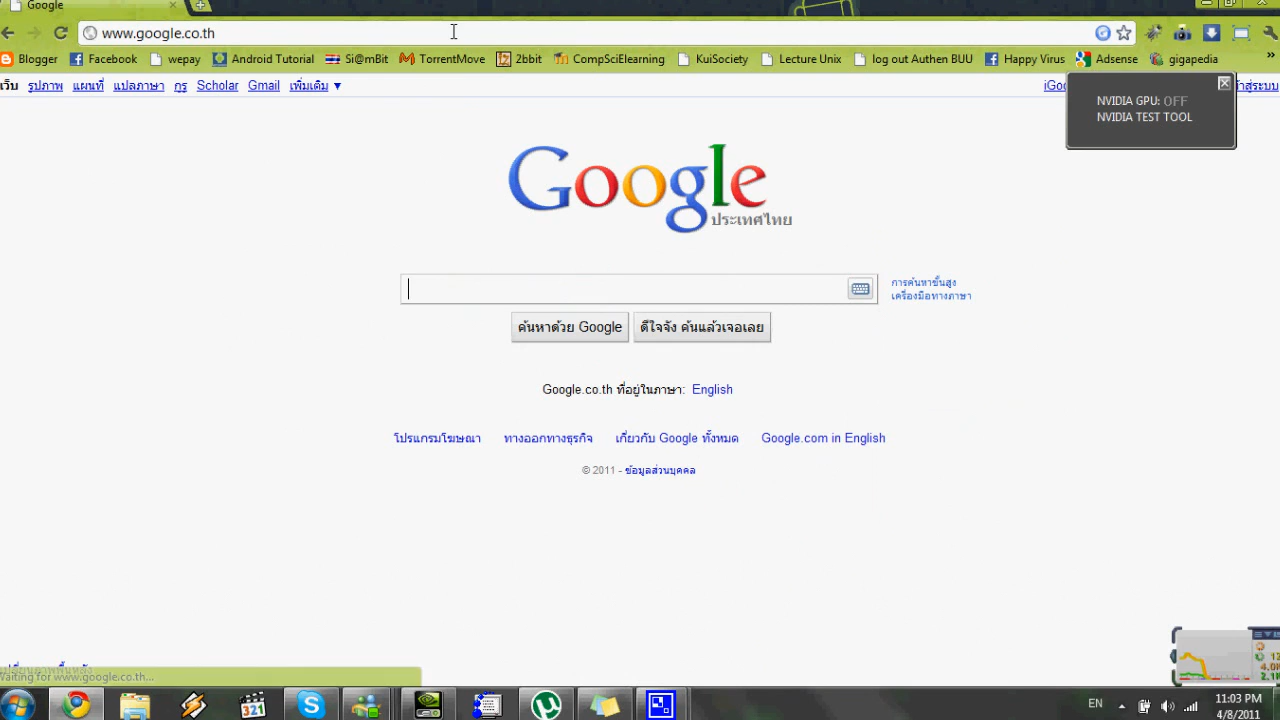 Google
www.google.co.th
Blogger Facebook wepay Android Tutorial Si@mBit TorrentMove 2bbit CompSciElearning KuiSociety Lecture Unix log out Authen BUU Happy Virus Adsense gigapedia »
เว็บ รูปภาพ แผนที่ แปลภาษา กูรู Scholar Gmail เพิ่มเติม ▼
NVIDIA GPU: OFF
NVIDIA TEST TOOL
Google
ประเทศไทย
การค้นหาขั้นสูง
เครื่องมือทางภาษา
ค้นหาด้วย Google ดีใจจัง ค้นแล้วเจอเลย
Google.co.th ที่อยู่ในภาษา: English
โปรแกรมโฆษณา ทางออกทางธุรกิจ เกี่ยวกับ Google ทั้งหมด Google.com in English
© 2011 - ข้อมูลส่วนบุคคล
Waiting for www.google.co.th...
321
EN
11:03 PM
4/8/2011